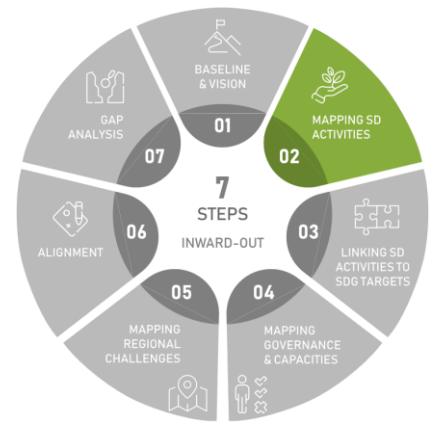 BASELINE
& VISION
01
MAPPING SD
ACTIVITIES
02
LINKING SD
ACTIVITIES TO
SDG TARGETS
03
MAPPING
GOVERNANCE
& CAPACITIES
04
MAPPING
REGIONAL
CHALLENGES
05
ALIGNMENT
06
GAP
ANALYSIS
07
7
STEPS
INWARD-OUT